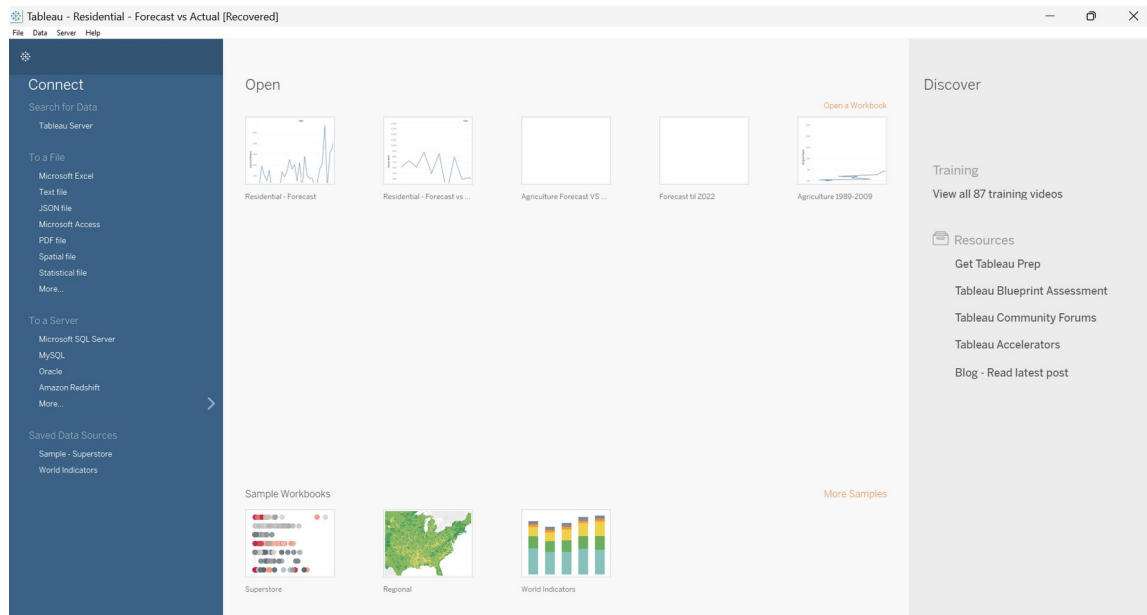 Tableau - Residential - Forecast vs Actual [Recovered]
File Data Server Help
Connect
Search for Data
Tableau Server
To a File
Microsoft Excel
Text file
JSON file
Microsoft Access
PDF file
Spatial file
Statistical file
More...
To a Server
Microsoft SQL Server
MySQL
Oracle
Amazon Redshift
More...
Saved Data Sources
Sample - Superstore
World Indicators
Open
Open a Workbook
Residential - Forecast
Residential - Forecast vs ...
Agriculture Forecast VS ...
Forecast til 2022
Agriculture 1989-2009
Sample Workbooks
More Samples
Superstore
Regional
World Indicators
Discover
Training
View all 87 training videos
Resources
Get Tableau Prep
Tableau Blueprint Assessment
Tableau Community Forums
Tableau Accelerators
Blog - Read latest post